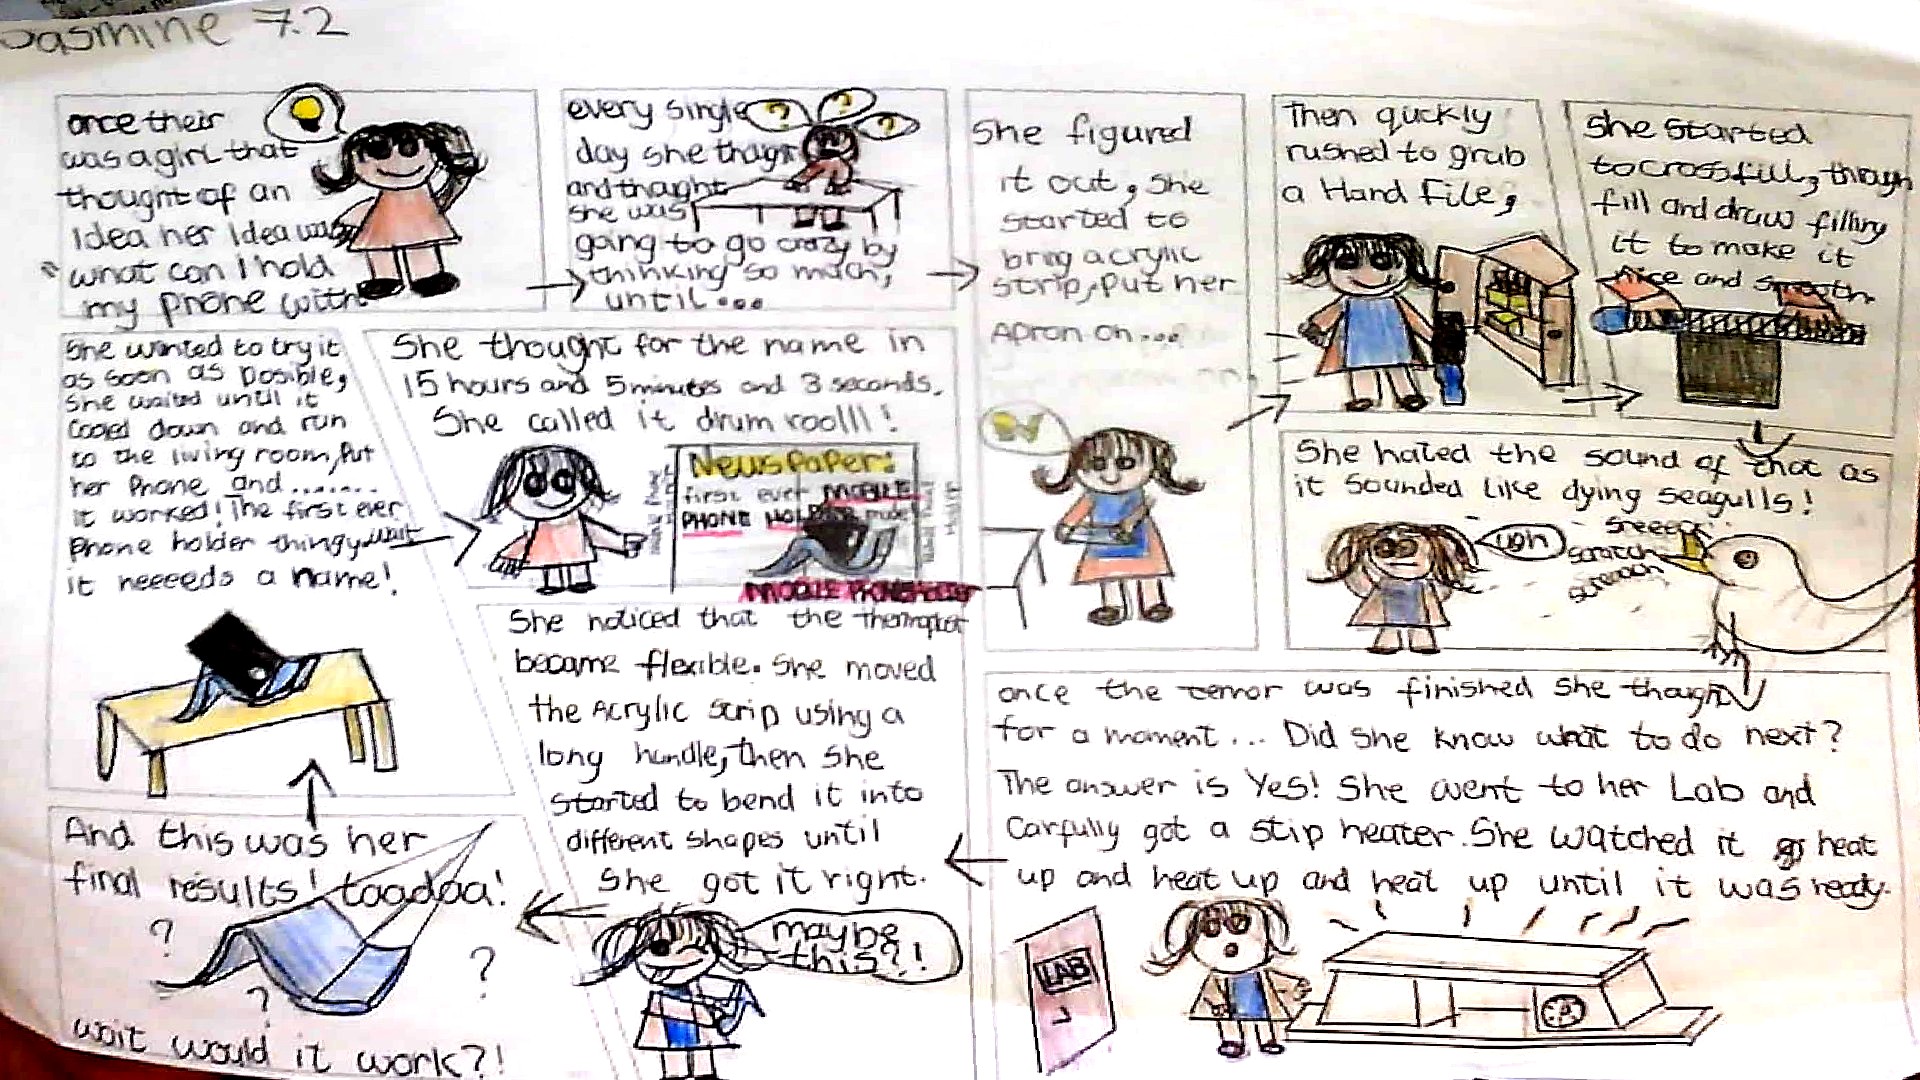 Jasmine 7.2
once their
was a girl that
thought of an
Idea her Idea was
"what can I hold
my phone with
every single
day she thaught
and thaught
she was
going to go crazy by
thinking so much,
until...
? ? ?
She figured
it out, she
started to
bring acrylic
strip, put her
Apron on...
Then quckly
rushed to grab
a Hand File,
she started
to crossfill, through
fill and draw filling
it to make it
nice and smooth
She hated the sound of that as
it sounded like dying seagulls!
ugh
Screech
scratch
screech
once the terror was finished she thaught
for a moment... Did she know what to do next?
The answer is Yes! She went to her Lab and
Carfully got a stip heater. She watched it heat
up and heat up and heat up until it was ready.
LAB
She noticed that the
became flexible. She moved
the Acrylic scrip using a
long handle, then she
started to bend it into
different shapes until
she got it right.
maybe
this?!
And this was her
final results! taadaa!
? ? ?
wait would it work?!
She wanted to try it
as soon as posible,
She waited until it
cooled down and run
to the living room, Put
her Phone and........
it worked! The first ever
Phone holder thingy wait
it neeeeds a name!
She thought for the name in
15 hours and 5 minutes and 3 seconds.
She called it drum roolll!
Newspaper:
first ever MOBILE
PHONE HOLDER made!
MOBILE PHONE HOLDER